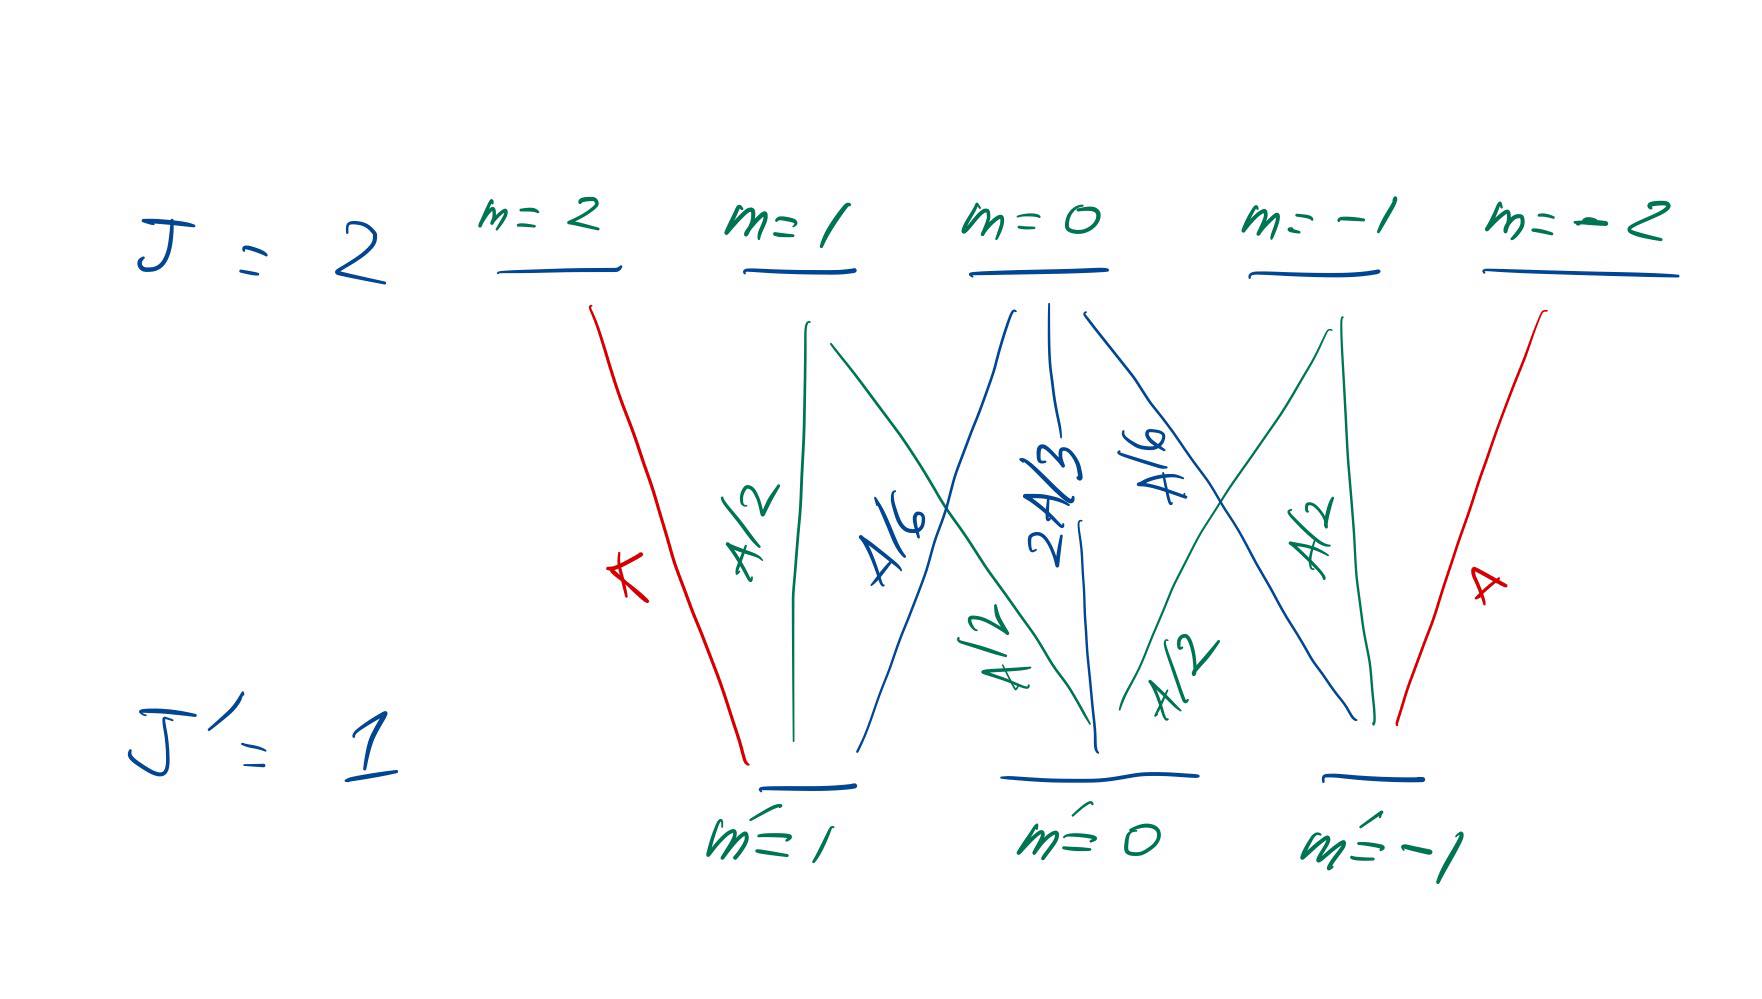 J = 2
m = 2
m = 1
m = 0
m = -1
m = -2
A
A/2
A/6
A/2
2A/3
A/6
A/2
A/2
A
J' = 1
m' = 1
m' = 0
m' = -1